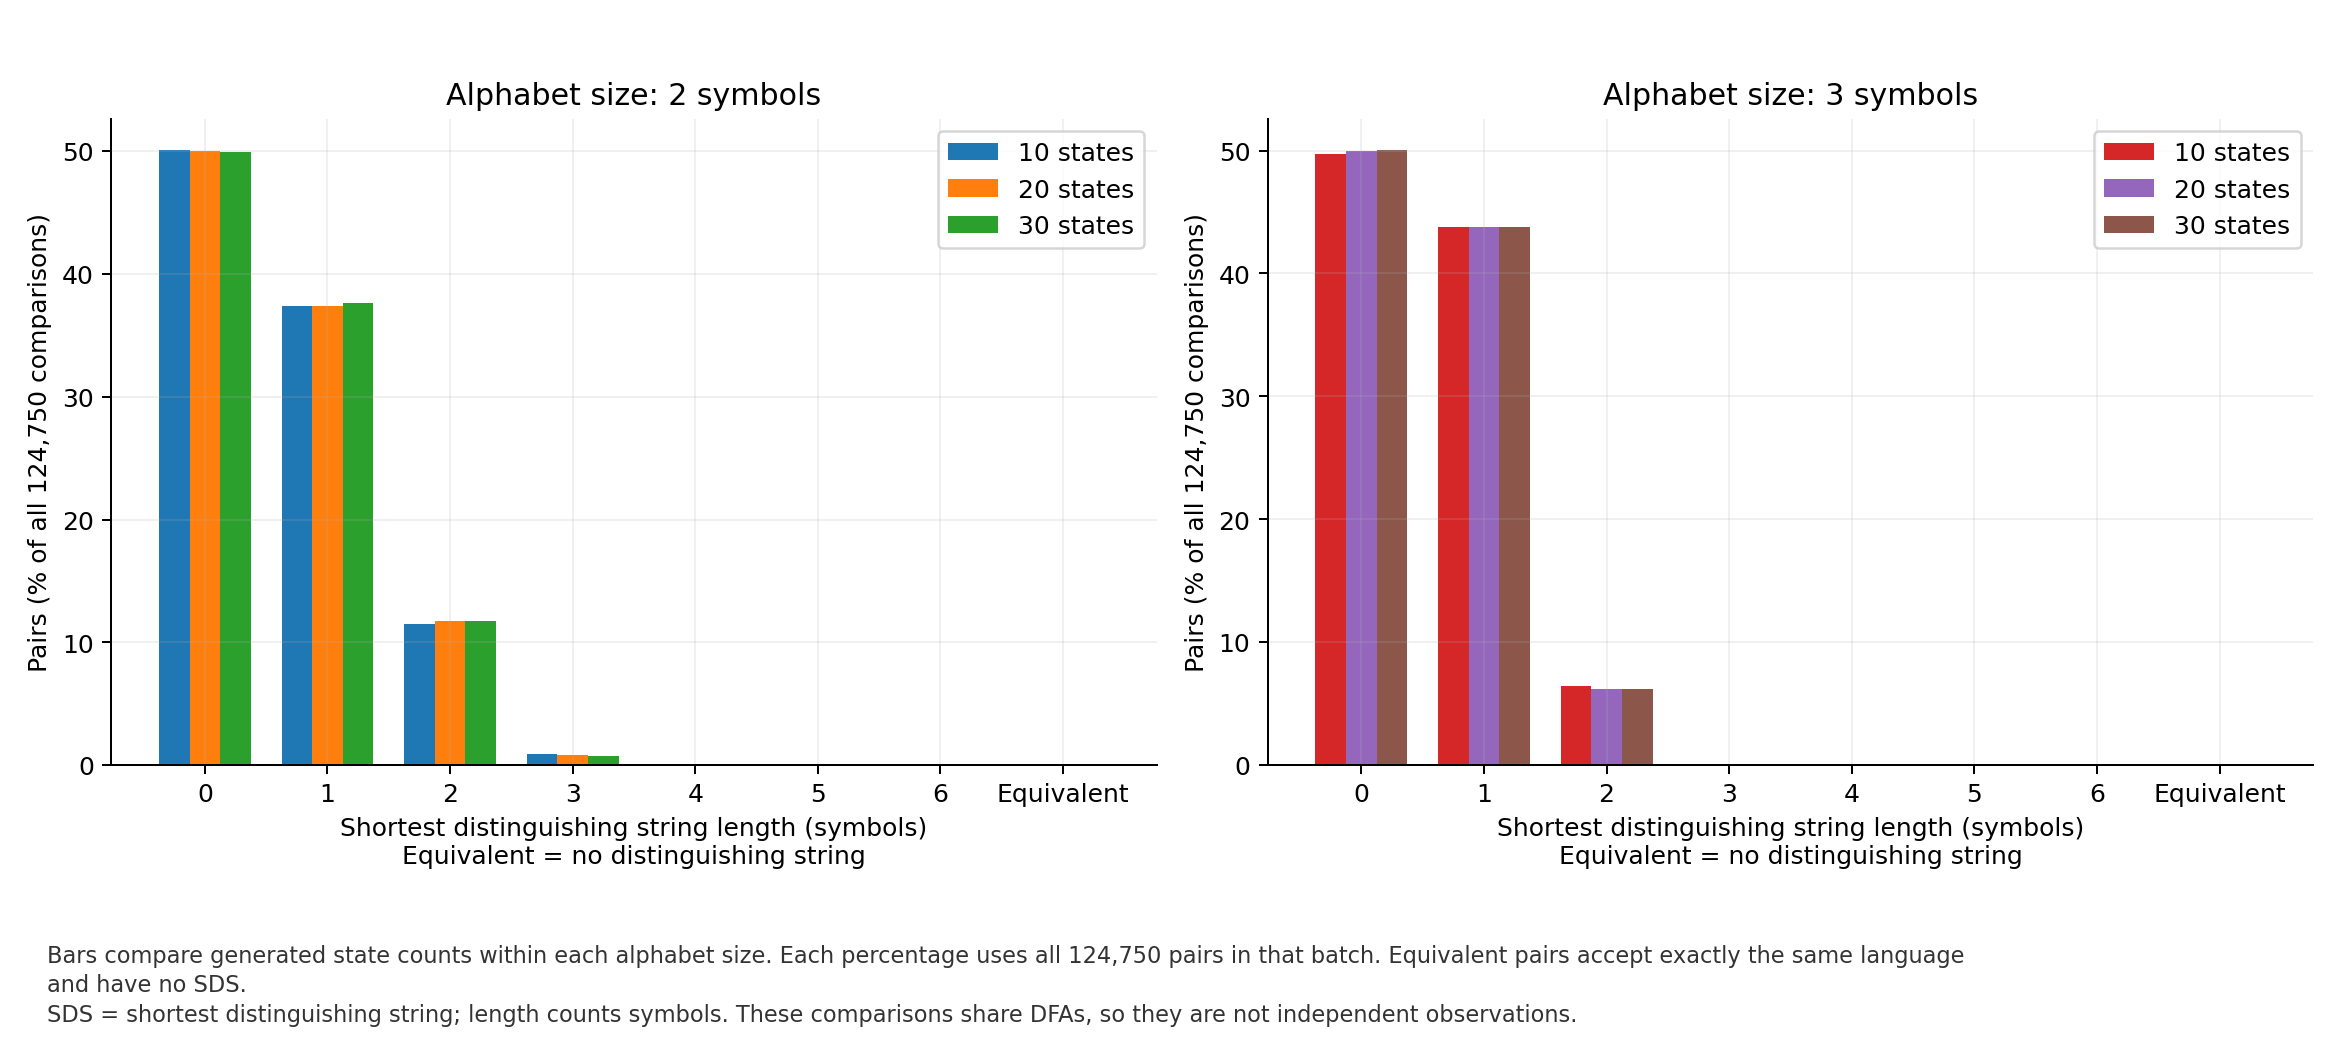 Alphabet size: 2 symbols
Pairs (% of all 124,750 comparisons)
50
40
30
20
10
0
10 states
20 states
30 states
0 1 2 3 4 5 6 Equivalent
Shortest distinguishing string length (symbols)
Equivalent = no distinguishing string
Alphabet size: 3 symbols
Pairs (% of all 124,750 comparisons)
50
40
30
20
10
0
10 states
20 states
30 states
0 1 2 3 4 5 6 Equivalent
Shortest distinguishing string length (symbols)
Equivalent = no distinguishing string
Bars compare generated state counts within each alphabet size. Each percentage uses all 124,750 pairs in that batch. Equivalent pairs accept exactly the same language
and have no SDS.
SDS = shortest distinguishing string; length counts symbols. These comparisons share DFAs, so they are not independent observations.